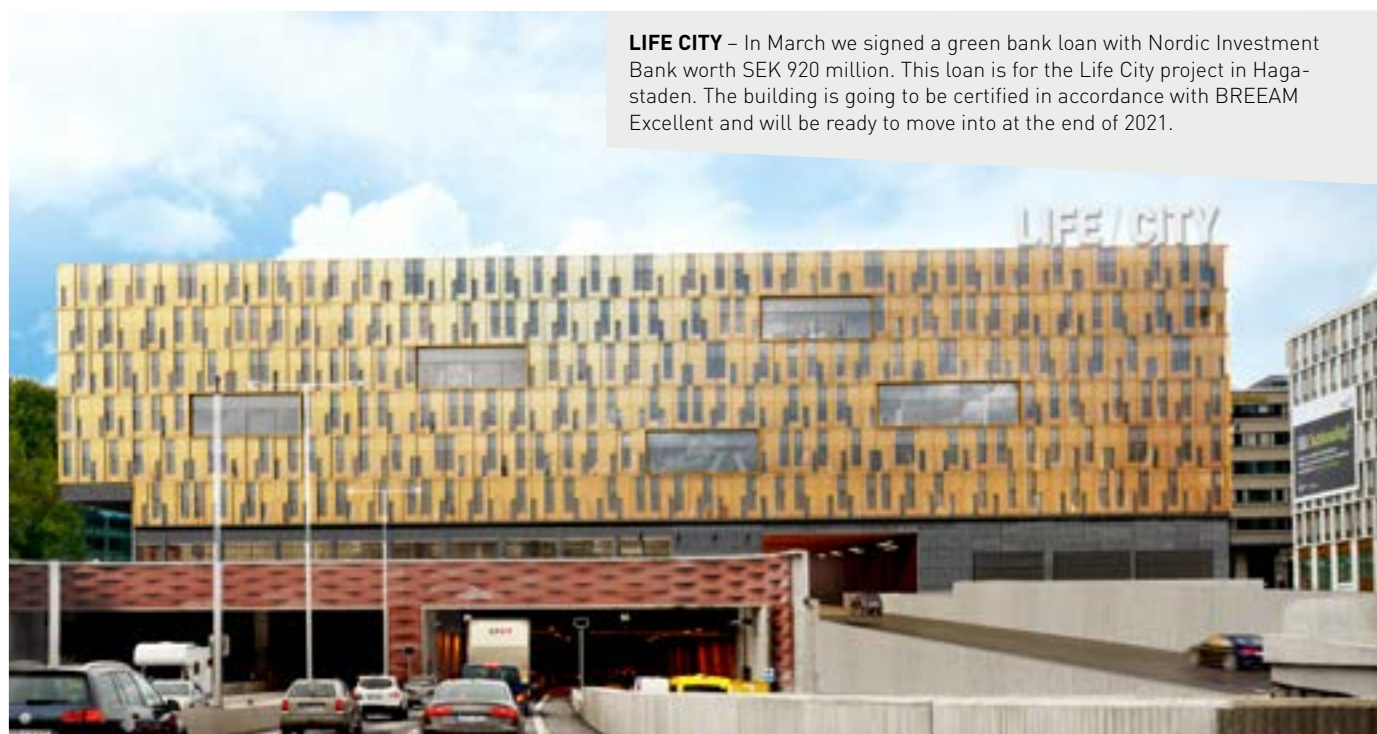 LIFE CITY – In March we signed a green bank loan with Nordic Investment
Bank worth SEK 920 million. This loan is for the Life City project in Haga-
staden. The building is going to be certified in accordance with BREEAM
Excellent and will be ready to move into at the end of 2021.
LIFE / CITY